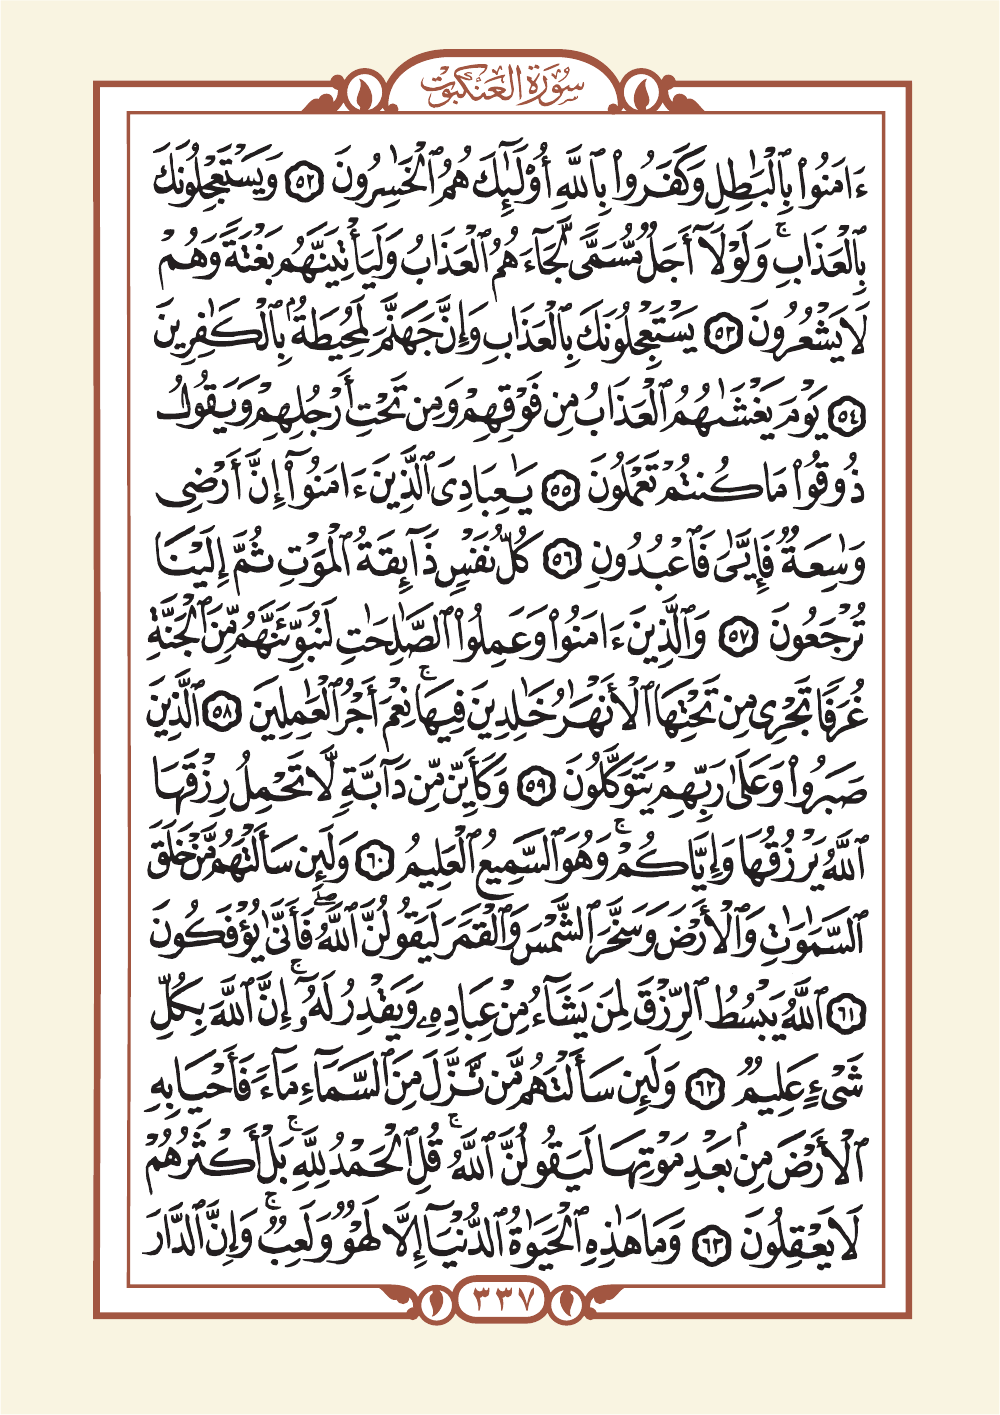 سُورَةُ العَنكَبُوتِ
ءَامَنُوا۟ بِٱلْبَٰطِلِ وَكَفَرُوا۟ بِٱللَّهِ أُو۟لَٰٓئِكَ هُمُ ٱلْخَٰسِرُونَ ٥٢ وَيَسْتَعْجِلُونَكَ
بِٱلْعَذَابِ ۚ وَلَوْلَآ أَجَلٌ مُّسَمًّى لَّجَآءَهُمُ ٱلْعَذَابُ وَلَيَأْتِيَنَّهُم بَغْتَةً وَهُمْ
لَا يَشْعُرُونَ ٥٣ يَسْتَعْجِلُونَكَ بِٱلْعَذَابِ وَإِنَّ جَهَنَّمَ لَمُحِيطَةٌۢ بِٱلْكَٰفِرِينَ
٥٤ يَوْمَ يَغْشَىٰهُمُ ٱلْعَذَابُ مِن فَوْقِهِمْ وَمِن تَحْتِ أَرْجُلِهِمْ وَيَقُولُ
ذُوقُوا۟ مَا كُنتُمْ تَعْمَلُونَ ٥٥ يَٰعِبَادِىَ ٱلَّذِينَ ءَامَنُوٓا۟ إِنَّ أَرْضِى
وَٰسِعَةٌ فَإِيَّٰىَ فَٱعْبُدُونِ ٥٦ كُلُّ نَفْسٍ ذَآئِقَةُ ٱلْمَوْتِ ثُمَّ إِلَيْنَا
تُرْجَعُونَ ٥٧ وَٱلَّذِينَ ءَامَنُوا۟ وَعَمِلُوا۟ ٱلصَّٰلِحَٰتِ لَنُبَوِّئَنَّهُم مِّنَ ٱلْجَنَّةِ
غُرَفًا تَجْرِى مِن تَحْتِهَا ٱلْأَنْهَٰرُ خَٰلِدِينَ فِيهَا ۚ نِعْمَ أَجْرُ ٱلْعَٰمِلِينَ ٥٨ ٱلَّذِينَ
صَبَرُوا۟ وَعَلَىٰ رَبِّهِمْ يَتَوَكَّلُونَ ٥٩ وَكَأَيِّن مِّن دَآبَّةٍ لَّا تَحْمِلُ رِزْقَهَا
ٱللَّهُ يَرْزُقُهَا وَإِيَّاكُمْ ۚ وَهُوَ ٱلسَّمِيعُ ٱلْعَلِيمُ ٦٠ وَلَئِن سَأَلْتَهُم مَّنْ خَلَقَ
ٱلسَّمَٰوَٰتِ وَٱلْأَرْضَ وَسَخَّرَ ٱلشَّمْسَ وَٱلْقَمَرَ لَيَقُولُنَّ ٱللَّهُ ۖ فَأَنَّىٰ يُؤْفَكُونَ
٦١ ٱللَّهُ يَبْسُطُ ٱلرِّزْقَ لِمَن يَشَآءُ مِنْ عِبَادِهِۦ وَيَقْدِرُ لَهُۥٓ ۚ إِنَّ ٱللَّهَ بِكُلِّ
شَىْءٍ عَلِيمٌ ٦٢ وَلَئِن سَأَلْتَهُم مَّن نَّزَّلَ مِنَ ٱلسَّمَآءِ مَآءً فَأَحْيَا بِهِ
ٱلْأَرْضَ مِنۢ بَعْدِ مَوْتِهَا لَيَقُولُنَّ ٱللَّهُ ۚ قُلِ ٱلْحَمْدُ لِلَّهِ ۚ بَلْ أَكْثَرُهُمْ
لَا يَعْقِلُونَ ٦٣ وَمَا هَٰذِهِ ٱلْحَيَوٰةُ ٱلدُّنْيَآ إِلَّا لَهْوٌ وَلَعِبٌ ۚ وَإِنَّ ٱلدَّارَ
٣٣٧